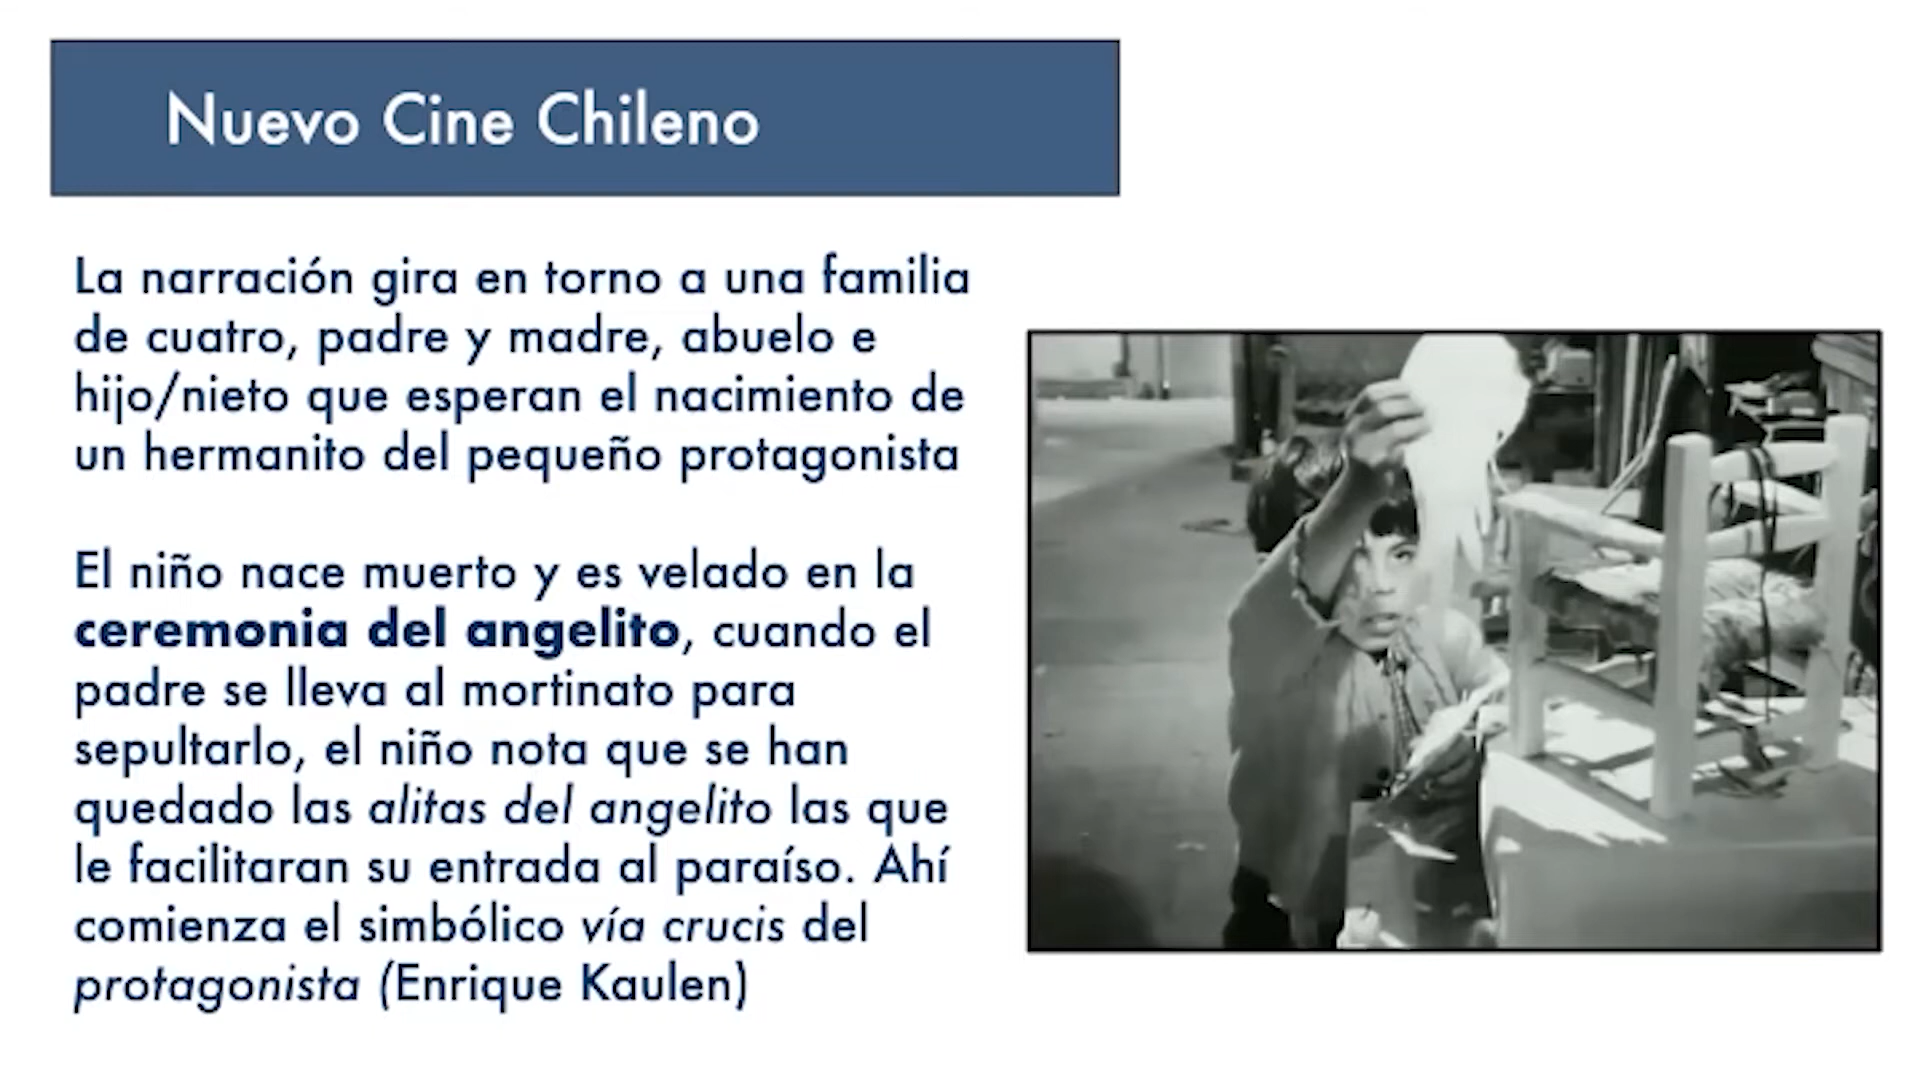 Nuevo Cine Chileno
La narración gira en torno a una familia
de cuatro, padre y madre, abuelo e
hijo/nieto que esperan el nacimiento de
un hermanito del pequeño protagonista
El niño nace muerto y es velado en la
ceremonia del angelito, cuando el
padre se lleva al mortinato para
sepultarlo, el niño nota que se han
quedado las alitas del angelito las que
le facilitaran su entrada al paraíso. Ahí
comienza el simbólico vía crucis del
protagonista (Enrique Kaulen)